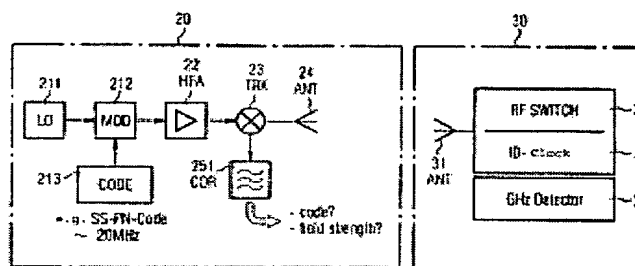 20
30
211
LO
212
MOD
22
HFA
23
TRX
24
ANT
213
CODE
251
COR
e.g. SS-PN-Code
~ 20MHz
- code?
- field strength?
31
ANT
RF SWITCH
ID-Clock
GHz Detector